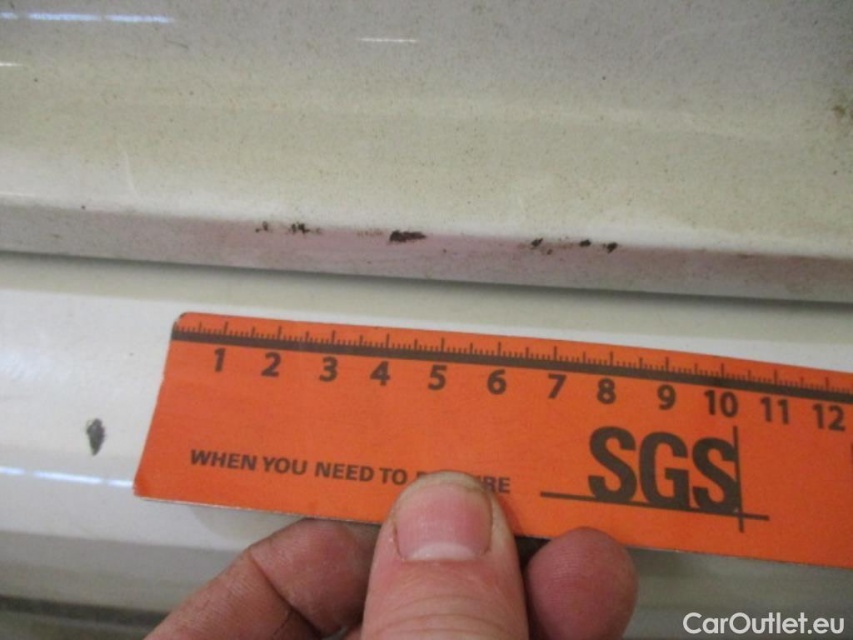 1 2 3 4 5 6 7 8 9 10 11 12
WHEN YOU NEED TO
SGS
CarOutlet.eu